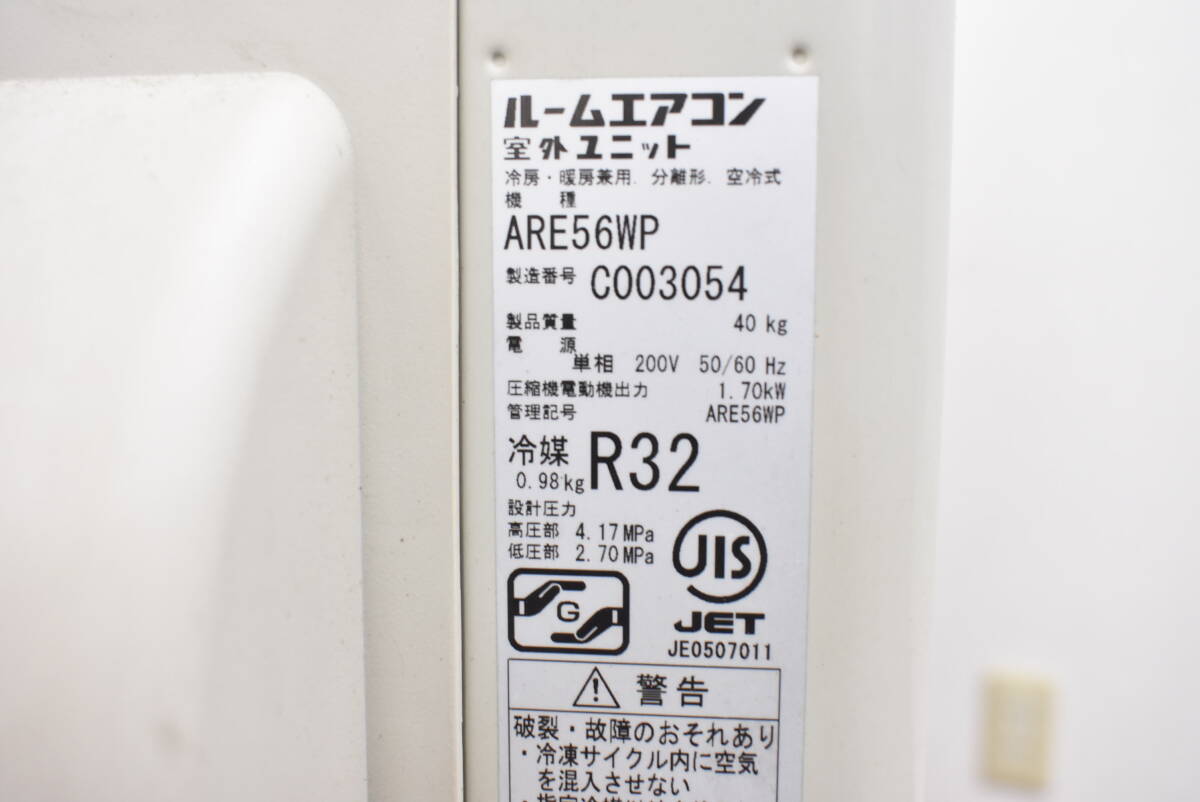 ルームエアコン
室外ユニット
冷房・暖房兼用．分離形．空冷式
機　種
ARE56WP
製造番号 C003054
製品質量 40 kg
電　源
単相 200V 50/60 Hz
圧縮機電動機出力 1.70kW
管理記号 ARE56WP
冷媒 R32
0.98kg
設計圧力
高圧部 4.17MPa
低圧部 2.70MPa
JIS
G
JET
JE0507011
警告
破裂・故障のおそれあり
・冷凍サイクル内に空気
を混入させない